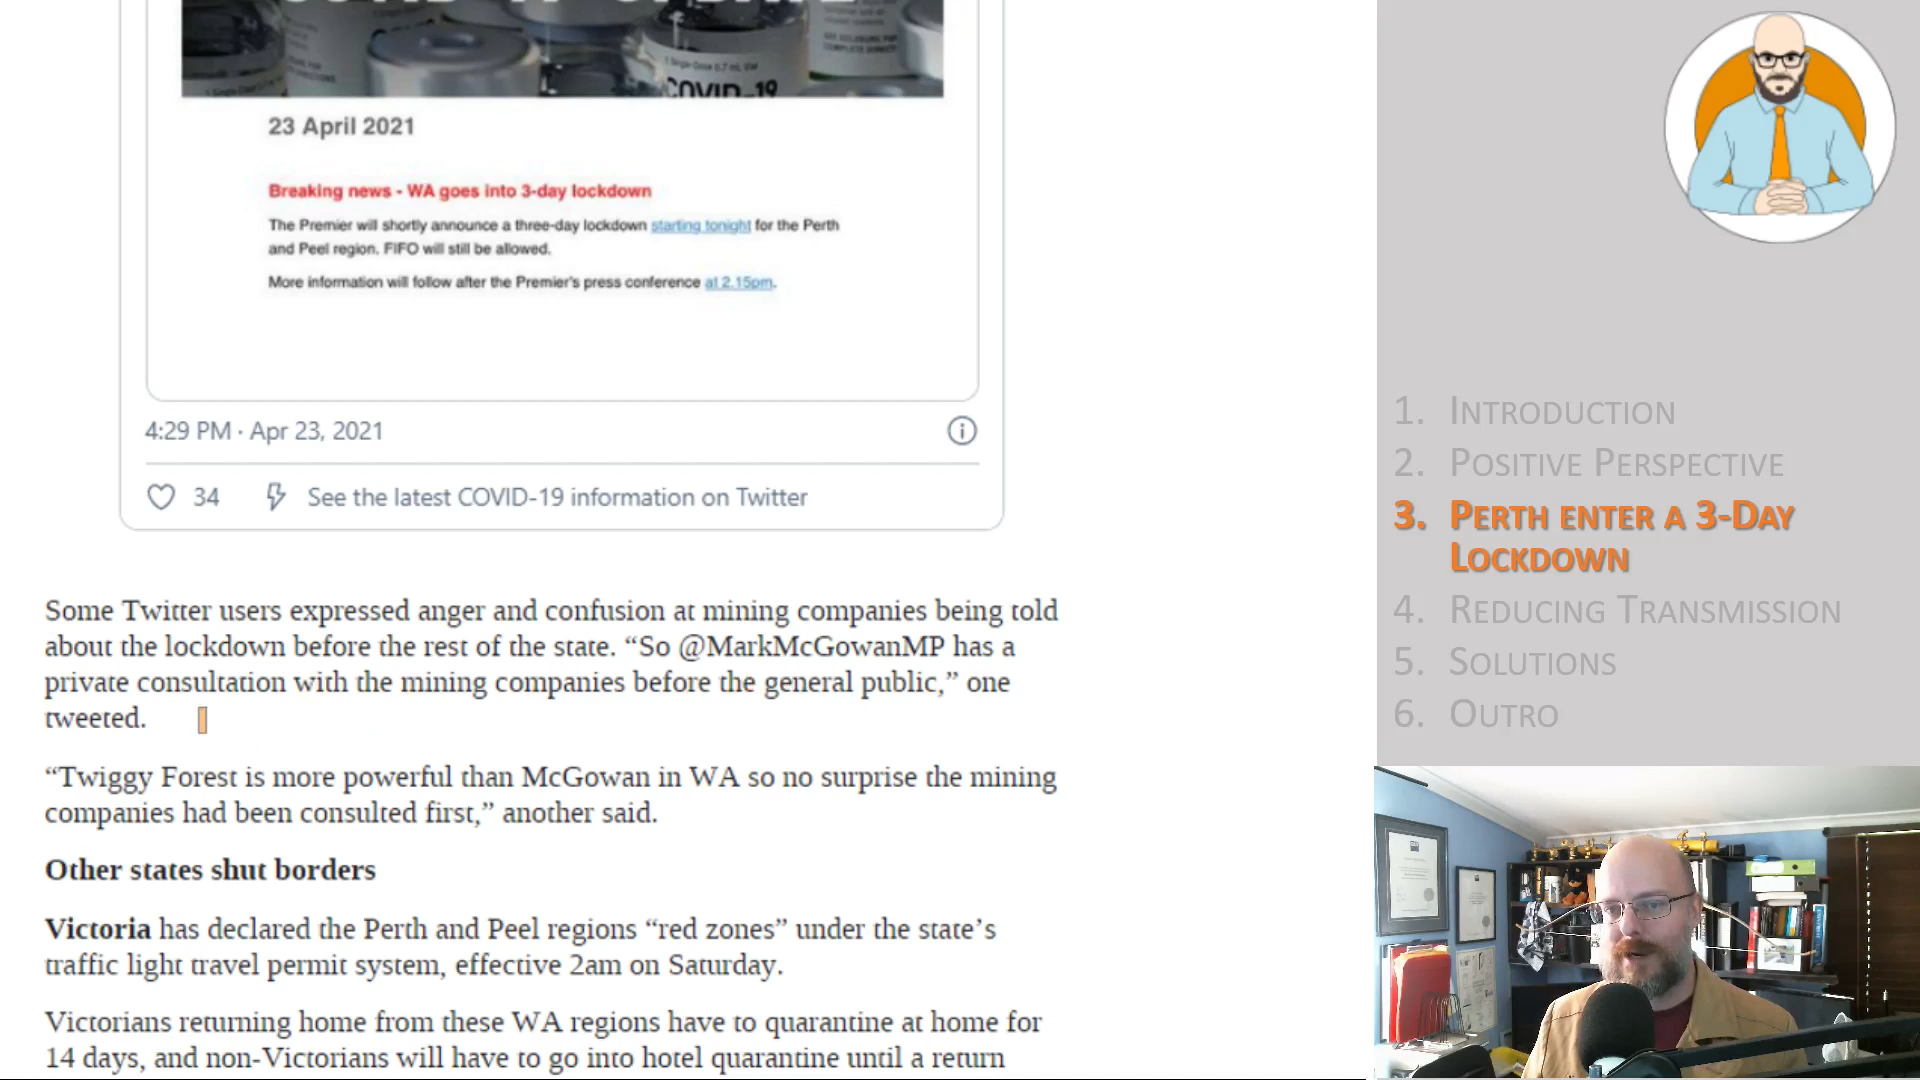 COVID-19
23 April 2021
Breaking news - WA goes into 3-day lockdown
The Premier will shortly announce a three-day lockdown starting tonight for the Perth
and Peel region. FIFO will still be allowed.
More information will follow after the Premier's press conference at 2.15pm.
4:29 PM · Apr 23, 2021
34 See the latest COVID-19 information on Twitter
Some Twitter users expressed anger and confusion at mining companies being told
about the lockdown before the rest of the state. “So @MarkMcGowanMP has a
private consultation with the mining companies before the general public,” one
tweeted.
“Twiggy Forest is more powerful than McGowan in WA so no surprise the mining
companies had been consulted first,” another said.
Other states shut borders
Victoria has declared the Perth and Peel regions “red zones” under the state’s
traffic light travel permit system, effective 2am on Saturday.
Victorians returning home from these WA regions have to quarantine at home for
14 days, and non-Victorians will have to go into hotel quarantine until a return
1. Introduction
2. Positive Perspective
3. Perth enter a 3-Day
Lockdown
4. Reducing Transmission
5. Solutions
6. Outro